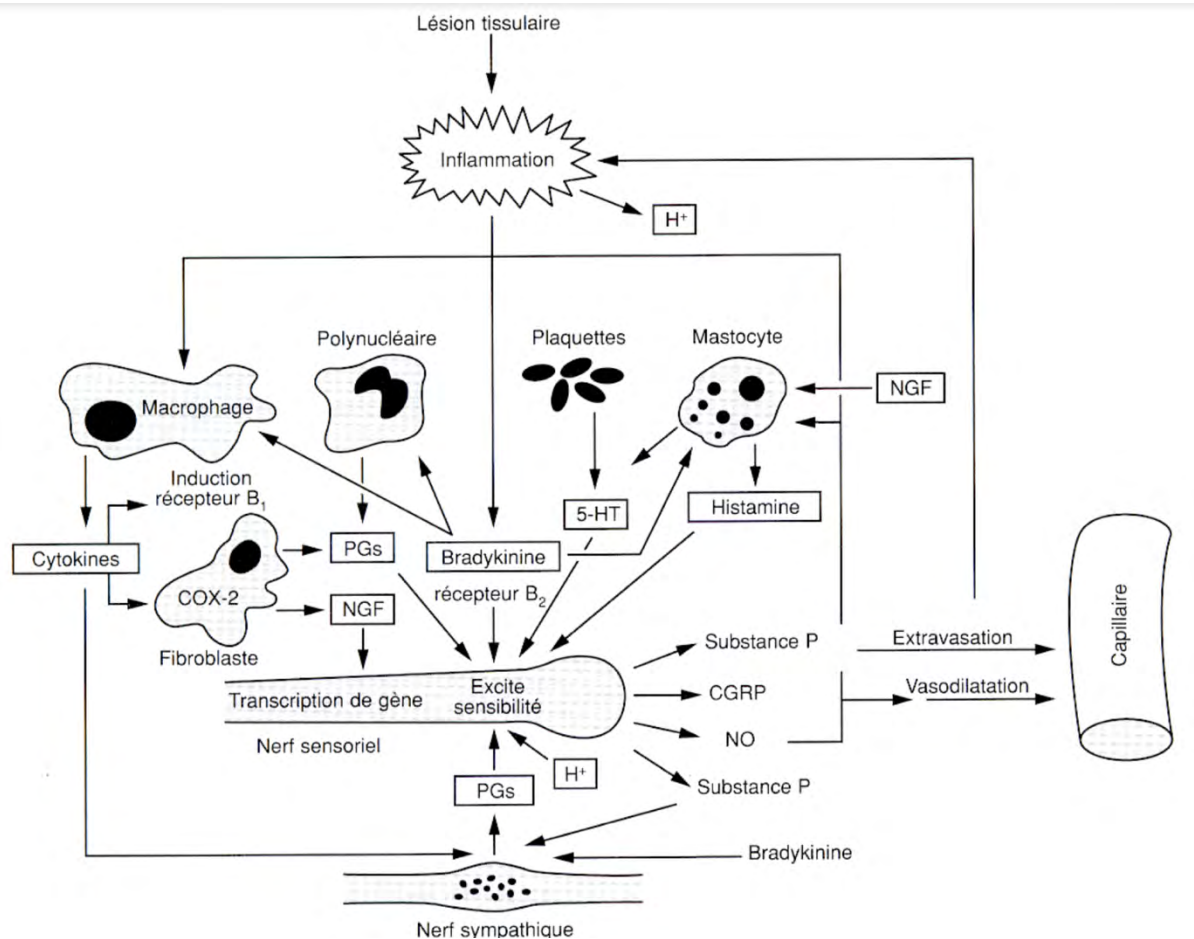 Lésion tissulaire
Inflammation
H+
Polynucléaire
Plaquettes
Mastocyte
Macrophage
NGF
Induction
récepteur B1
5-HT
Histamine
Cytokines
PGs
Bradykinine
COX-2
récepteur B2
NGF
Fibroblaste
Substance P
Extravasation
Capillaire
Transcription de gène
Excite
sensibilité
CGRP
Vasodilatation
Nerf sensoriel
NO
H+
PGs
Substance P
Bradykinine
Nerf sympathique